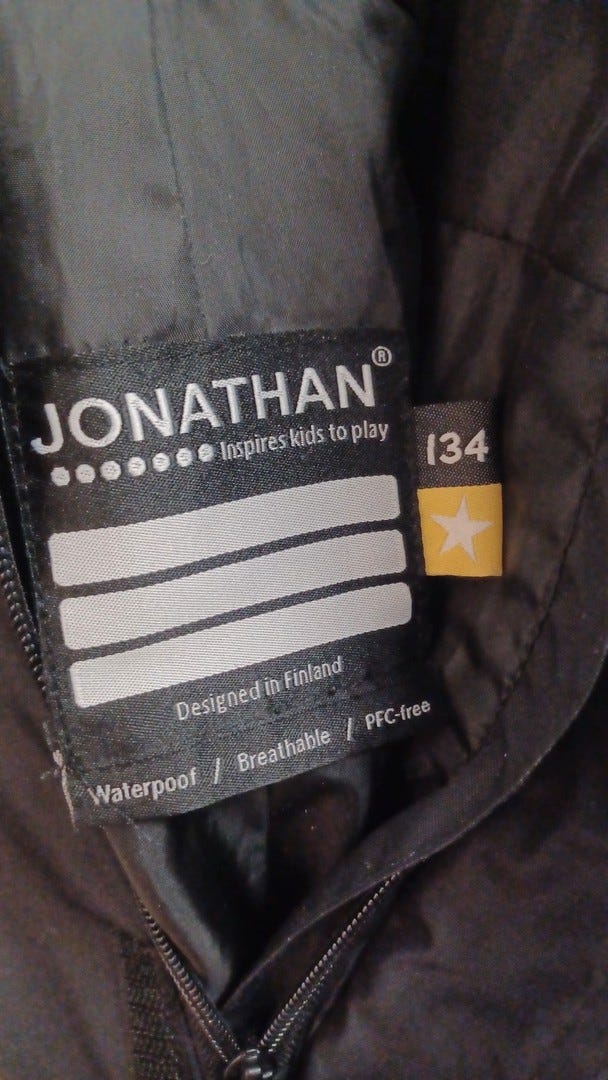 JONATHAN®
Inspires kids to play
134
Designed in Finland
Waterpoof / Breathable / PFC-free